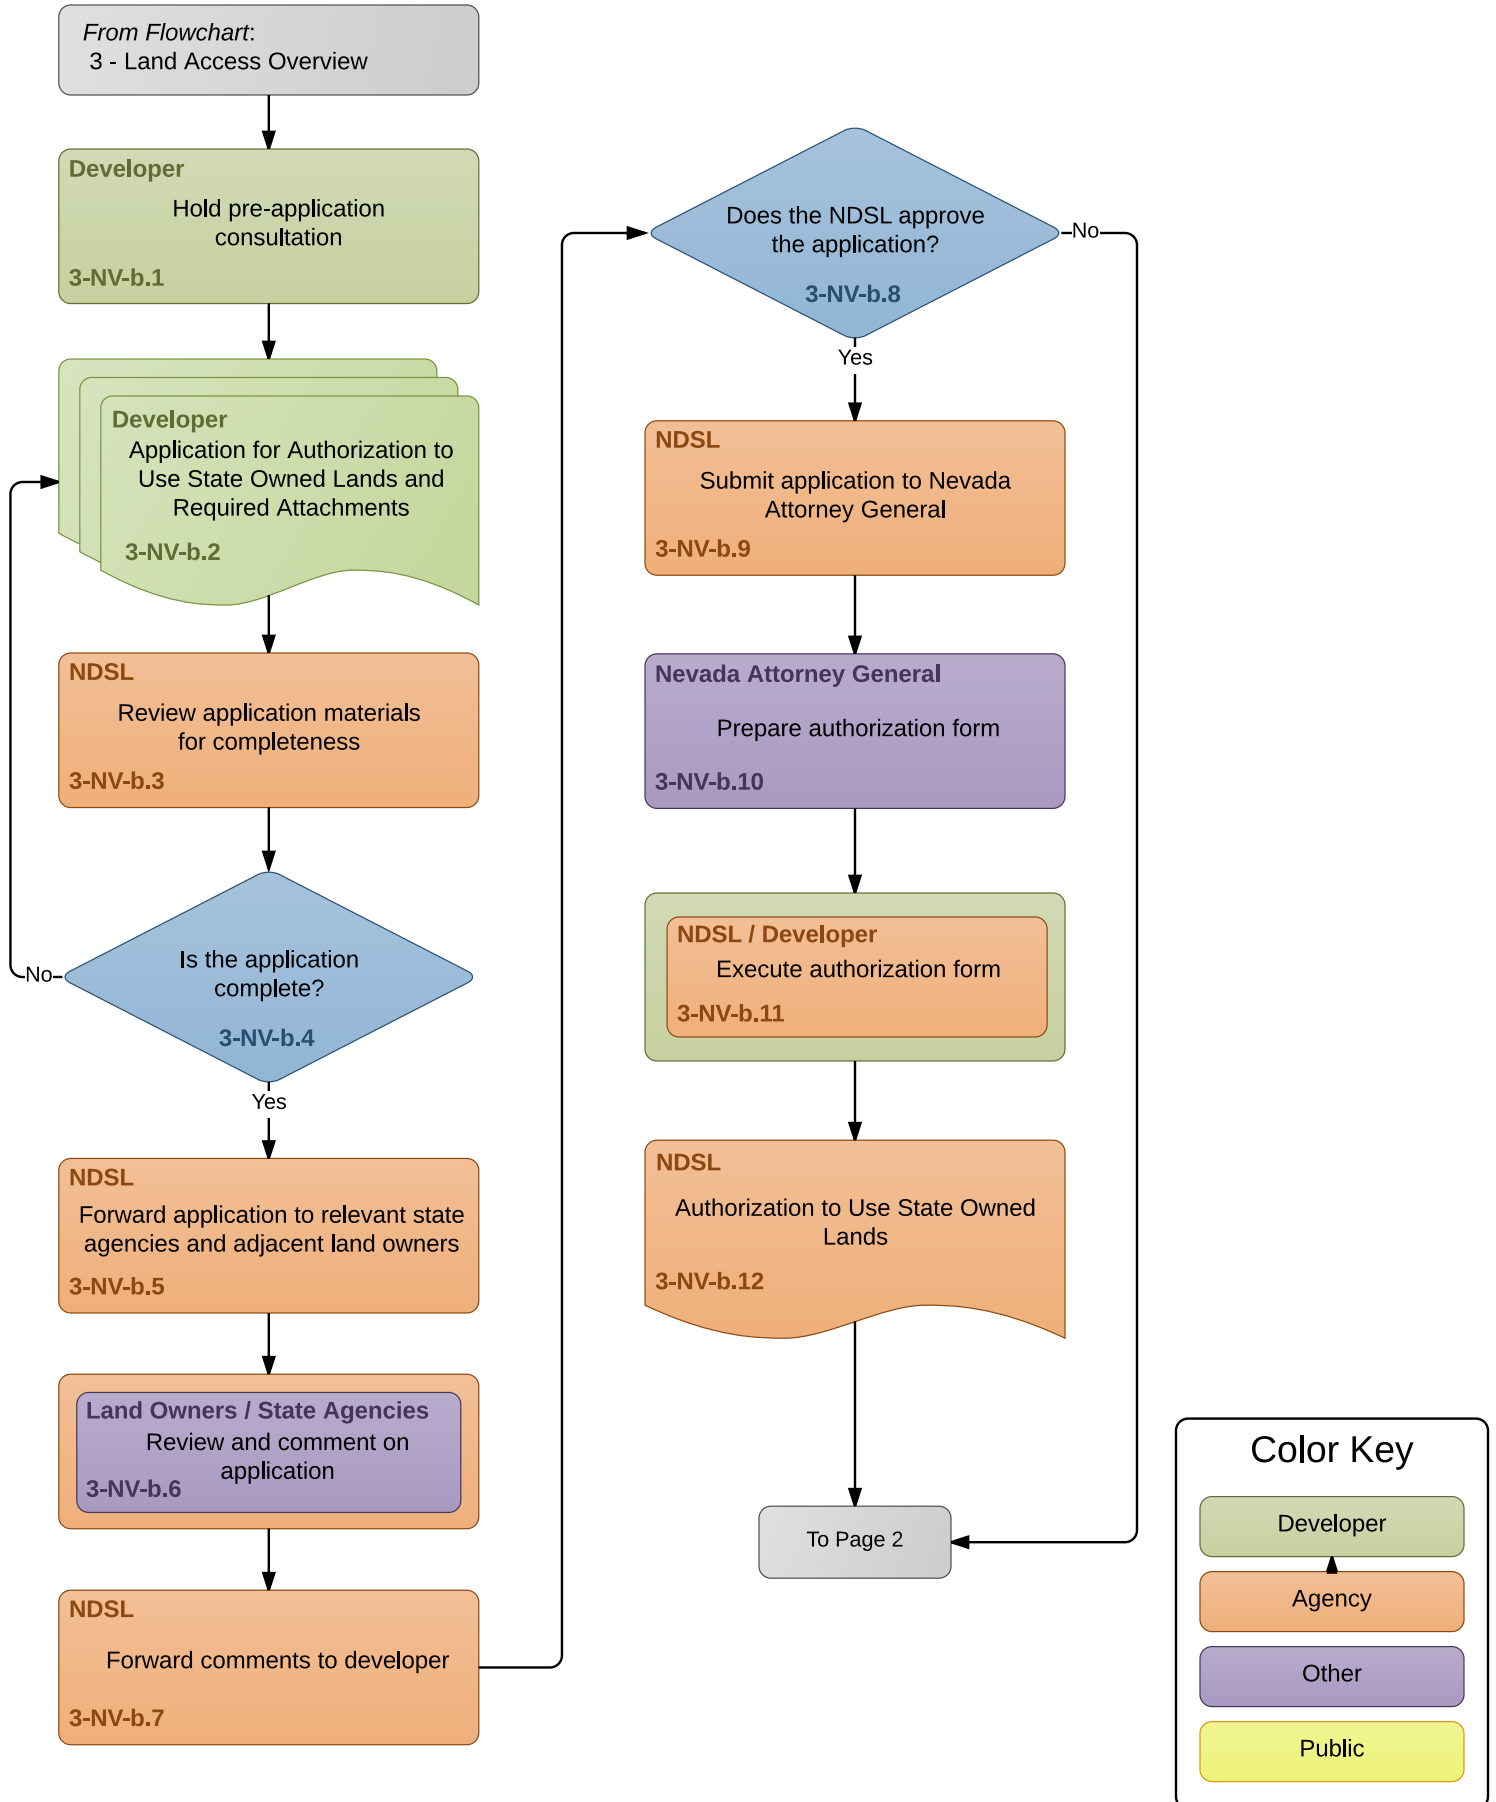 From Flowchart:
3 - Land Access Overview
Developer
Hold pre-application
consultation
3-NV-b.1
Developer
Application for Authorization to
Use State Owned Lands and
Required Attachments
3-NV-b.2
NDSL
Review application materials
for completeness
3-NV-b.3
Is the application
complete?
3-NV-b.4
No
Yes
NDSL
Forward application to relevant state
agencies and adjacent land owners
3-NV-b.5
Land Owners / State Agencies
Review and comment on
application
3-NV-b.6
NDSL
Forward comments to developer
3-NV-b.7
Does the NDSL approve
the application?
3-NV-b.8
No
Yes
NDSL
Submit application to Nevada
Attorney General
3-NV-b.9
Nevada Attorney General
Prepare authorization form
3-NV-b.10
NDSL / Developer
Execute authorization form
3-NV-b.11
NDSL
Authorization to Use State Owned
Lands
3-NV-b.12
To Page 2
Color Key
Developer
Agency
Other
Public